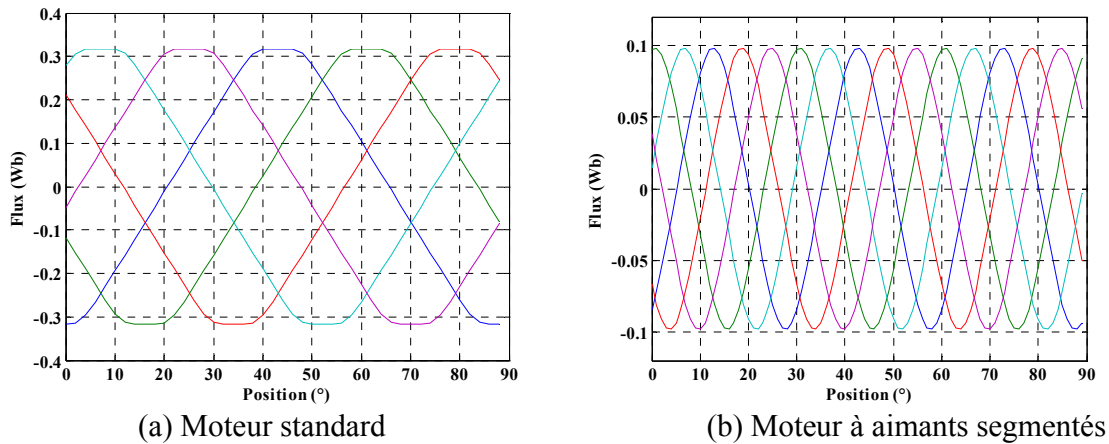 0.4
0.3
0.2
0.1
0
-0.1
-0.2
-0.3
-0.4
Flux (Wb)
0 10 20 30 40 50 60 70 80 90
Position (°)
(a) Moteur standard
0.1
0.05
0
-0.05
-0.1
Flux (Wb)
0 10 20 30 40 50 60 70 80 90
Position (°)
(b) Moteur à aimants segmentés